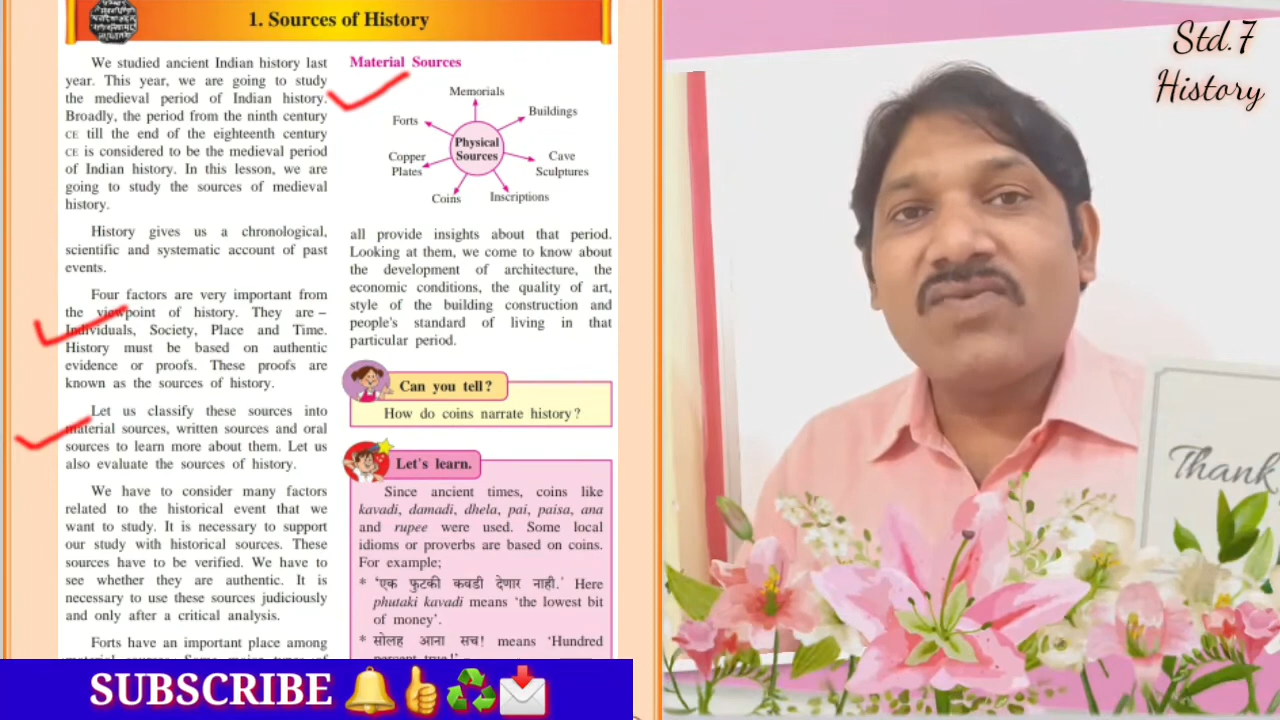 1. Sources of History
We studied ancient Indian history last
year. This year, we are going to study
the medieval period of Indian history.
Broadly, the period from the ninth century
CE till the end of the eighteenth century
CE is considered to be the medieval period
of Indian history. In this lesson, we are
going to study the sources of medieval
history.
History gives us a chronological,
scientific and systematic account of past
events.
Four factors are very important from
the viewpoint of history. They are –
Individuals, Society, Place and Time.
History must be based on authentic
evidence or proofs. These proofs are
known as the sources of history.
Let us classify these sources into
material sources, written sources and oral
sources to learn more about them. Let us
also evaluate the sources of history.
We have to consider many factors
related to the historical event that we
want to study. It is necessary to support
our study with historical sources. These
sources have to be verified. We have to
see whether they are authentic. It is
necessary to use these sources judiciously
and only after a critical analysis.
Forts have an important place among
Material Sources
Memorials
Buildings
Forts
Physical
Sources
Copper
Plates
Cave
Sculptures
Coins
Inscriptions
all provide insights about that period.
Looking at them, we come to know about
the development of architecture, the
economic conditions, the quality of art,
style of the building construction and
people's standard of living in that
particular period.
Can you tell?
How do coins narrate history?
Let's learn.
Since ancient times, coins like
kavadi, damadi, dhela, pai, paisa, ana
and rupee were used. Some local
idioms or proverbs are based on coins.
For example;
* ‘एक फुटकी कवडी देणार नाही.’ Here
phutaki kavadi means ‘the lowest bit
of money’.
* ‘सोलह आना सच! means ‘Hundred
percent true!’
SUBSCRIBE
Std.7
History
Thank